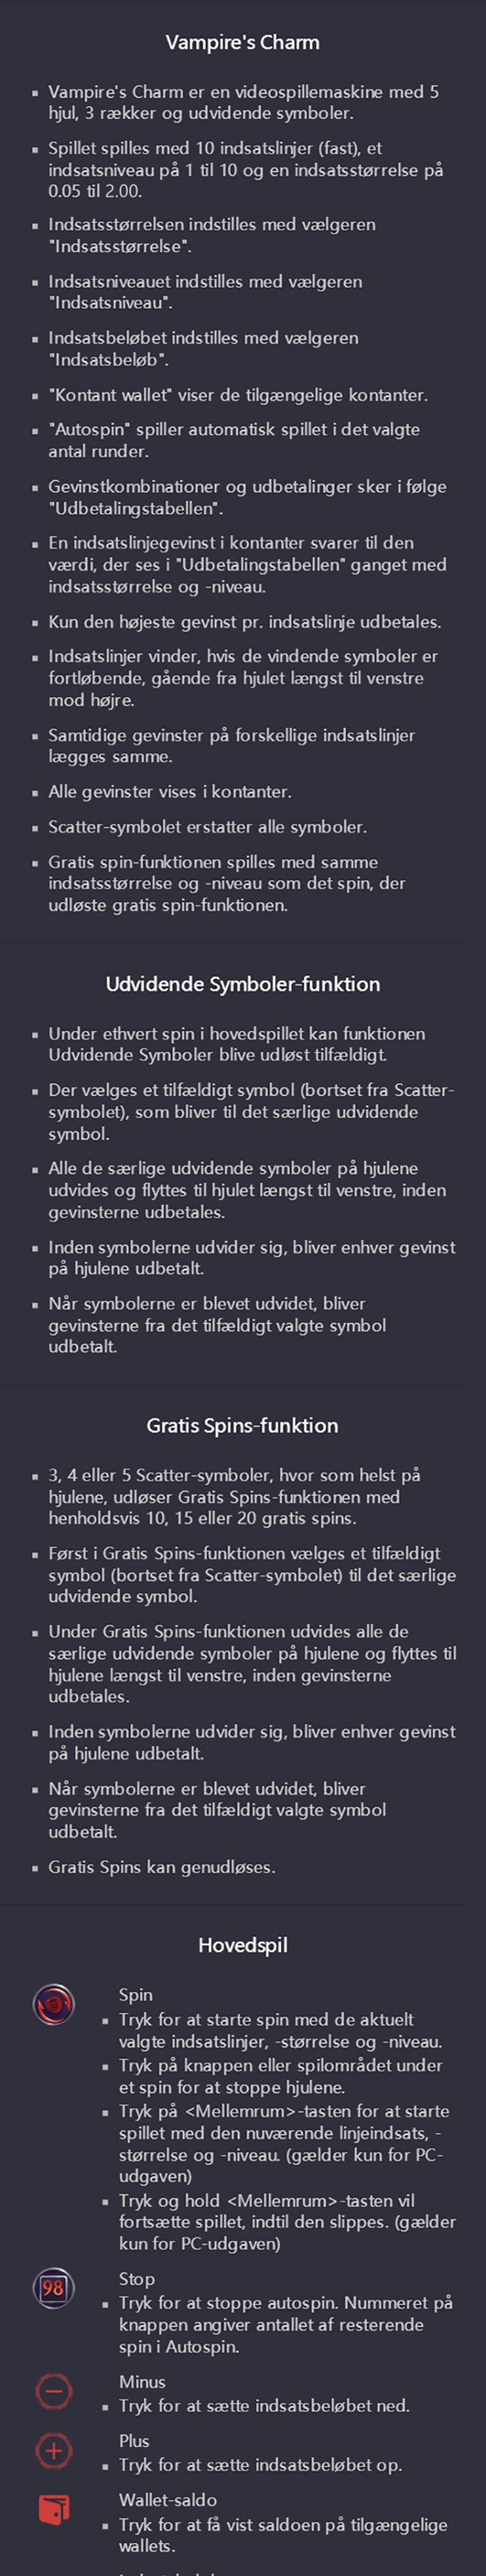 Vampire's Charm
Vampire's Charm er en videospillemaskine med 5
hjul, 3 rækker og udvidende symboler.
Spillet spilles med 10 indsatslinjer (fast), et
indsatsniveau på 1 til 10 og en indsatsstørrelse på
0.05 til 2.00.
Indsatsstørrelsen indstilles med vælgeren
"Indsatsstørrelse".
Indsatsniveauet indstilles med vælgeren
"Indsatsniveau".
Indsatsbeløbet indstilles med vælgeren
"Indsatsbeløb".
"Kontant wallet" viser de tilgængelige kontanter.
"Autospin" spiller automatisk spillet i det valgte
antal runder.
Gevinstkombinationer og udbetalinger sker i følge
"Udbetalingstabellen".
En indsatslinjegevinst i kontanter svarer til den
værdi, der ses i "Udbetalingstabellen" ganget med
indsatsstørrelse og -niveau.
Kun den højeste gevinst pr. indsatslinje udbetales.
Indsatslinjer vinder, hvis de vindende symboler er
fortløbende, gående fra hjulet længst til venstre
mod højre.
Samtidige gevinster på forskellige indsatslinjer
lægges samme.
Alle gevinster vises i kontanter.
Scatter-symbolet erstatter alle symboler.
Gratis spin-funktionen spilles med samme
indsatsstørrelse og -niveau som det spin, der
udløste gratis spin-funktionen.
Udvidende Symboler-funktion
Under ethvert spin i hovedspillet kan funktionen
Udvidende Symboler blive udløst tilfældigt.
Der vælges et tilfældigt symbol (bortset fra Scatter-
symbolet), som bliver til det særlige udvidende
symbol.
Alle de særlige udvidende symboler på hjulene
udvides og flyttes til hjulet længst til venstre, inden
gevinsterne udbetales.
Inden symbolerne udvider sig, bliver enhver gevinst
på hjulene udbetalt.
Når symbolerne er blevet udvidet, bliver
gevinsterne fra det tilfældigt valgte symbol
udbetalt.
Gratis Spins-funktion
3, 4 eller 5 Scatter-symboler, hvor som helst på
hjulene, udløser Gratis Spins-funktionen med
henholdsvis 10, 15 eller 20 gratis spins.
Først i Gratis Spins-funktionen vælges et tilfældigt
symbol (bortset fra Scatter-symbolet) til det særlige
udvidende symbol.
Under Gratis Spins-funktionen udvides alle de
særlige udvidende symboler på hjulene og flyttes til
hjulene længst til venstre, inden gevinsterne
udbetales.
Inden symbolerne udvider sig, bliver enhver gevinst
på hjulene udbetalt.
Når symbolerne er blevet udvidet, bliver
gevinsterne fra det tilfældigt valgte symbol
udbetalt.
Gratis Spins kan genudløses.
Hovedspil
Spin
Tryk for at starte spin med de aktuelt
valgte indsatslinjer, -størrelse og -niveau.
Tryk på knappen eller spilområdet under
et spin for at stoppe hjulene.
Tryk på <Mellemrum>-tasten for at starte
spillet med den nuværende linjeindsats, -
størrelse og -niveau. (gælder kun for PC-
udgaven)
Tryk og hold <Mellemrum>-tasten vil
fortsætte spillet, indtil den slippes. (gælder
kun for PC-udgaven)
98
Stop
Tryk for at stoppe autospin. Nummeret på
knappen angiver antallet af resterende
spin i Autospin.
Minus
Tryk for at sætte indsatsbeløbet ned.
Plus
Tryk for at sætte indsatsbeløbet op.
Wallet-saldo
Tryk for at få vist saldoen på tilgængelige
wallets.